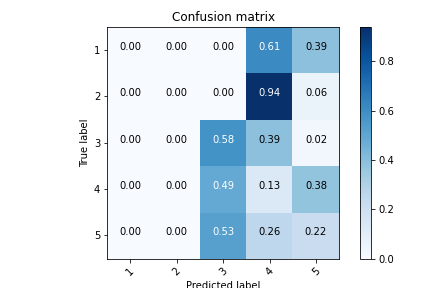 Confusion matrix
1 0.00 0.00 0.00 0.61 0.39
2 0.00 0.00 0.00 0.94 0.06
3 0.00 0.00 0.58 0.39 0.02
4 0.00 0.00 0.49 0.13 0.38
5 0.00 0.00 0.53 0.26 0.22
1 2 3 4 5
True label
Predicted label
0.8
0.6
0.4
0.2
0.0